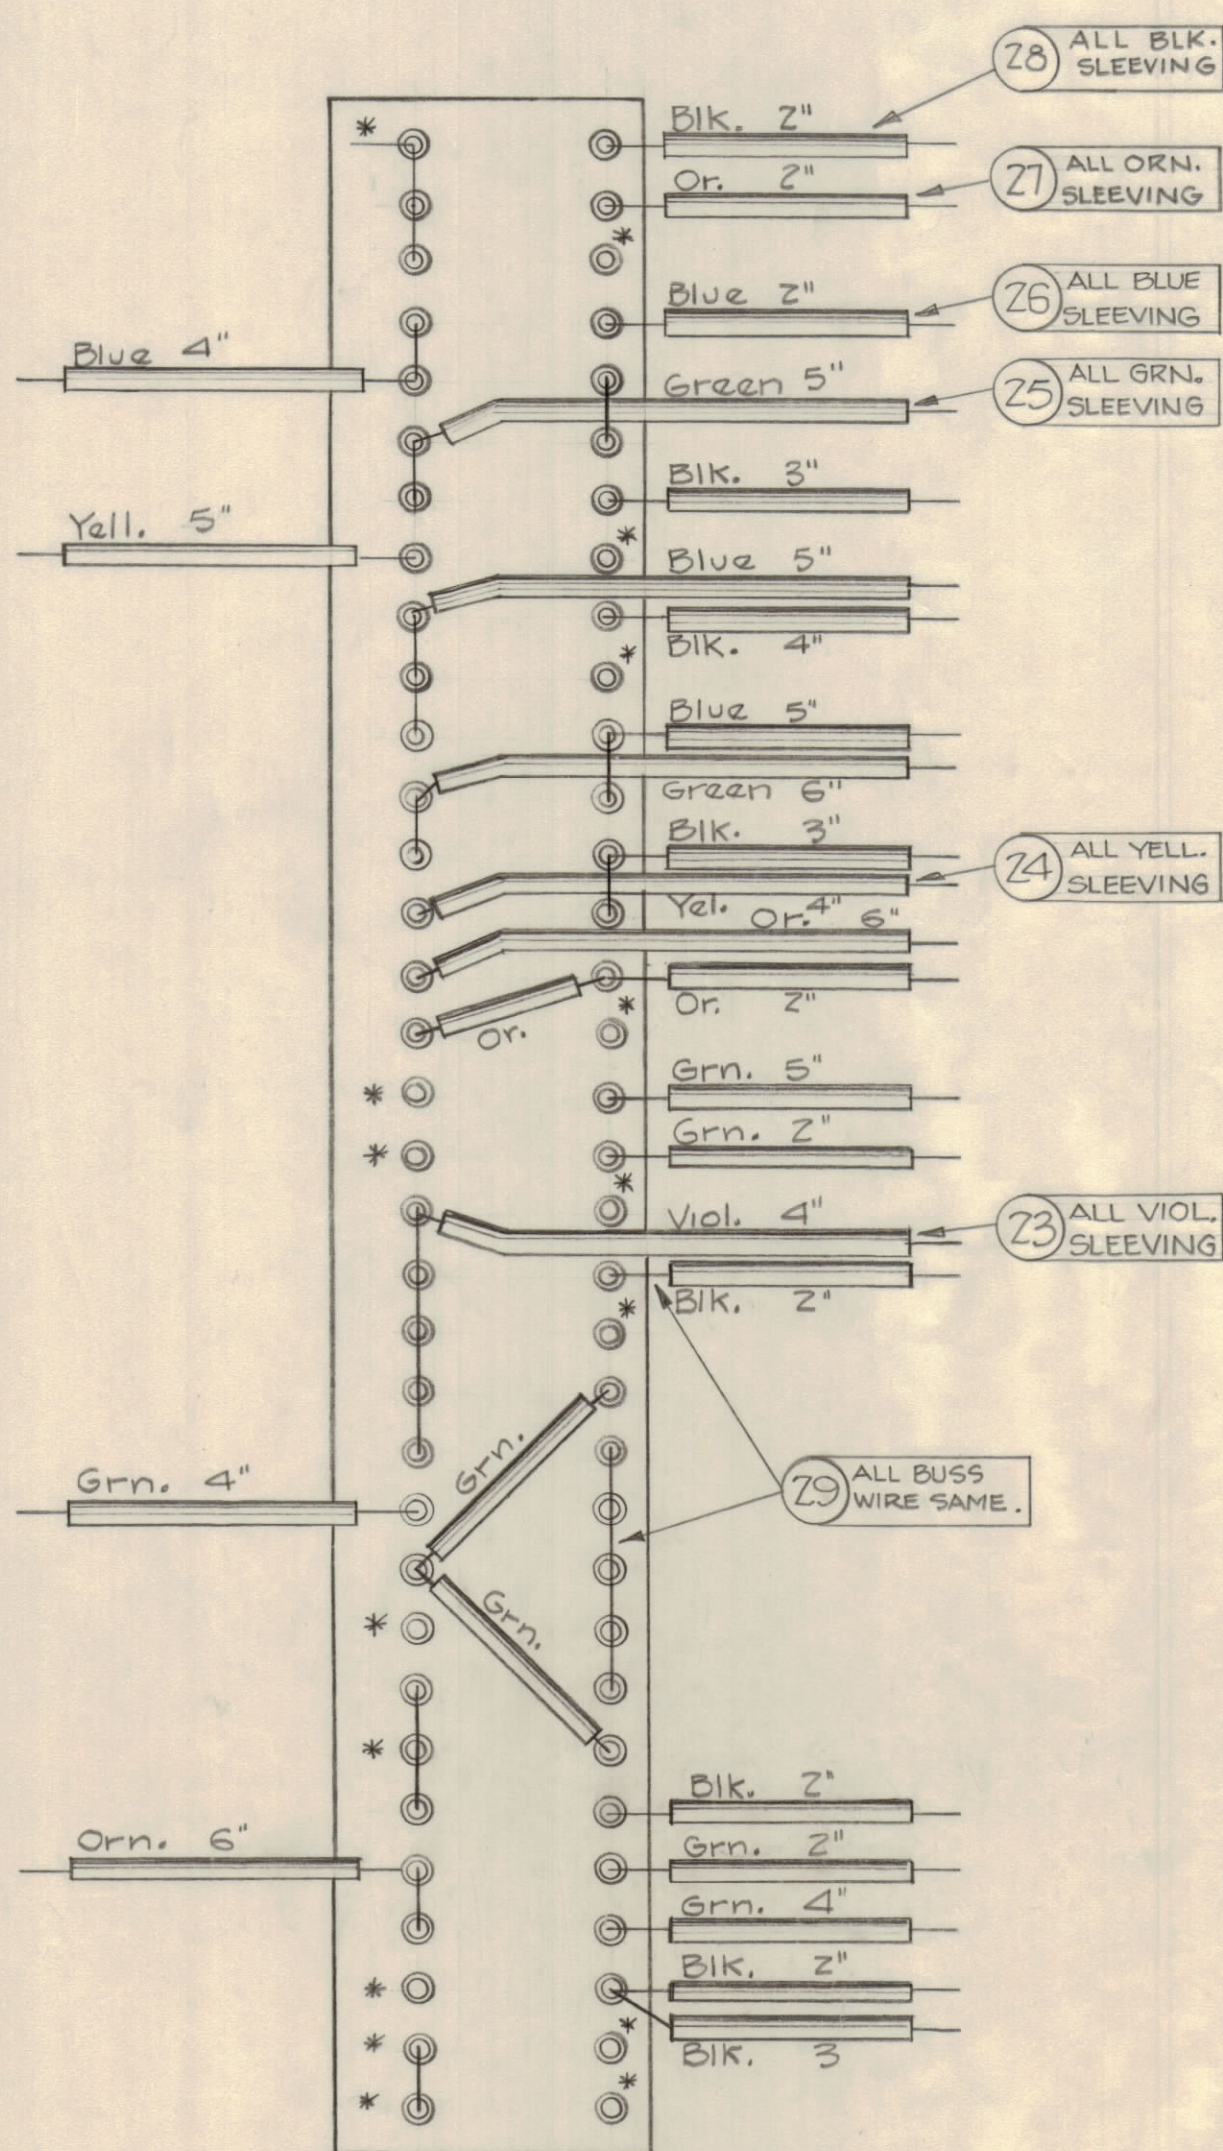 28 ALL BLK.
SLEEVING
*
Blk. 2"
27 ALL ORN.
SLEEVING
Or. 2"
*
26 ALL BLUE
SLEEVING
Blue 2"
Blue 4"
25 ALL GRN.
SLEEVING
Green 5"
Blk. 3"
Yell. 5"
*
Blue 5"
Blk. 4"
*
Blue 5"
Green 6"
Blk. 3"
24 ALL YELL.
SLEEVING
Yel. 4"
Or. 6"
Or.
*
Or. 2"
*
Grn. 5"
Grn. 2"
*
*
Viol. 4"
23 ALL VIOL.
SLEEVING
Blk. 2"
*
Grn.
Grn. 4"
29 ALL BUSS
WIRE SAME.
Grn.
*
*
Blk. 2"
Orn. 6"
Grn. 2"
Grn. 4"
Blk. 2"
*
*
Blk. 3
*
*
*